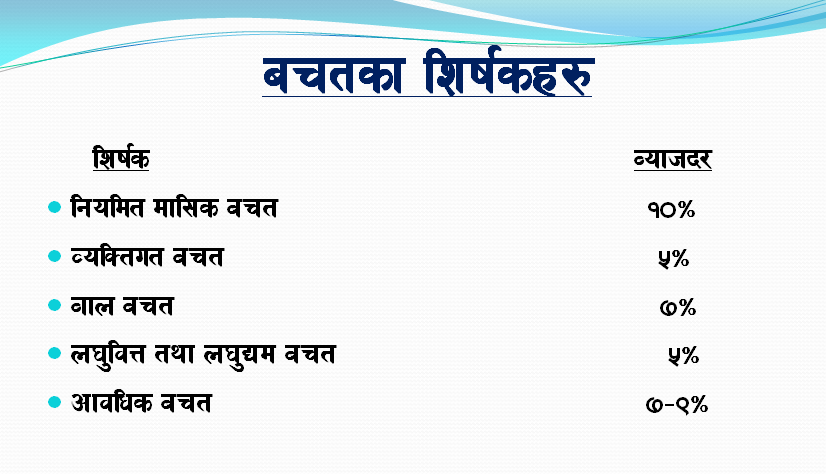 बचतका शिर्षकहरु
शिर्षक ब्याजदर
नियमित मासिक बचत १०%
व्यक्तिगत बचत ५%
बाल बचत ७%
लघुवित्त तथा लघुद्यम बचत ५%
आवधिक बचत ७-९%